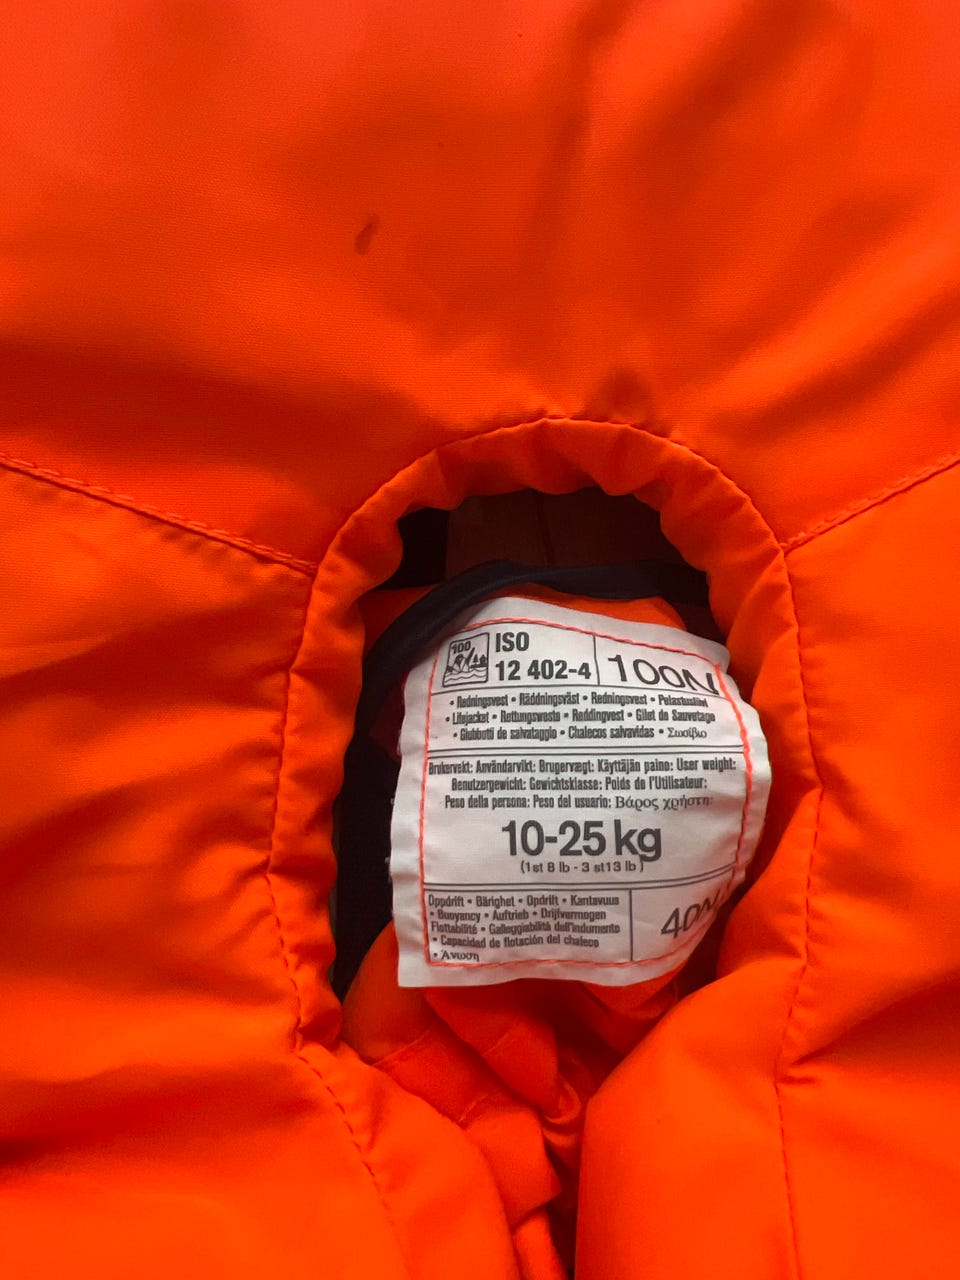 100
ISO
12 402-4
100N
• Redningsvest • Räddningsväst • Redningsvest • Pelastusliivi
• Lifejacket • Rettungsweste • Reddingvest • Gilet de Sauvetage
• Giubbotti de salvataggio • Chalecos salvavidas • Σωσίβιο
Brukervekt: Användarvikt: Brugervægt: Käyttäjän paino: User weight:
Benutzergewicht: Gewichtsklasse: Poids de l'Utilisateur:
Peso della persona: Peso del usuario: Βάρος χρήστη:
10-25 kg
(1st 8 lb - 3 st13 lb )
Oppdrift • Bärighet • Opdrift • Kantavuus
• Buoyancy • Auftrieb • Drijfvermogen
Flottabilité • Galleggiabilitá dell'indumento
• Capacidad de flotación del chaleco
• Άνωση
40N